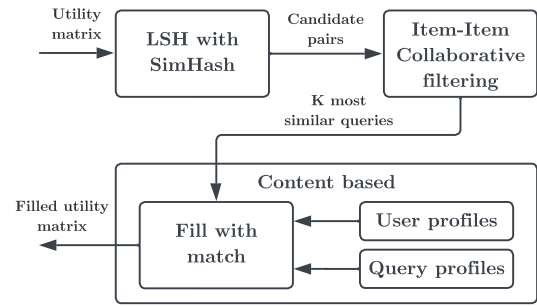 Utility
matrix
LSH with
SimHash
Candidate
pairs
Item-Item
Collaborative
filtering
K most
similar queries
Content based
Filled utility
matrix
Fill with
match
User profiles
Query profiles